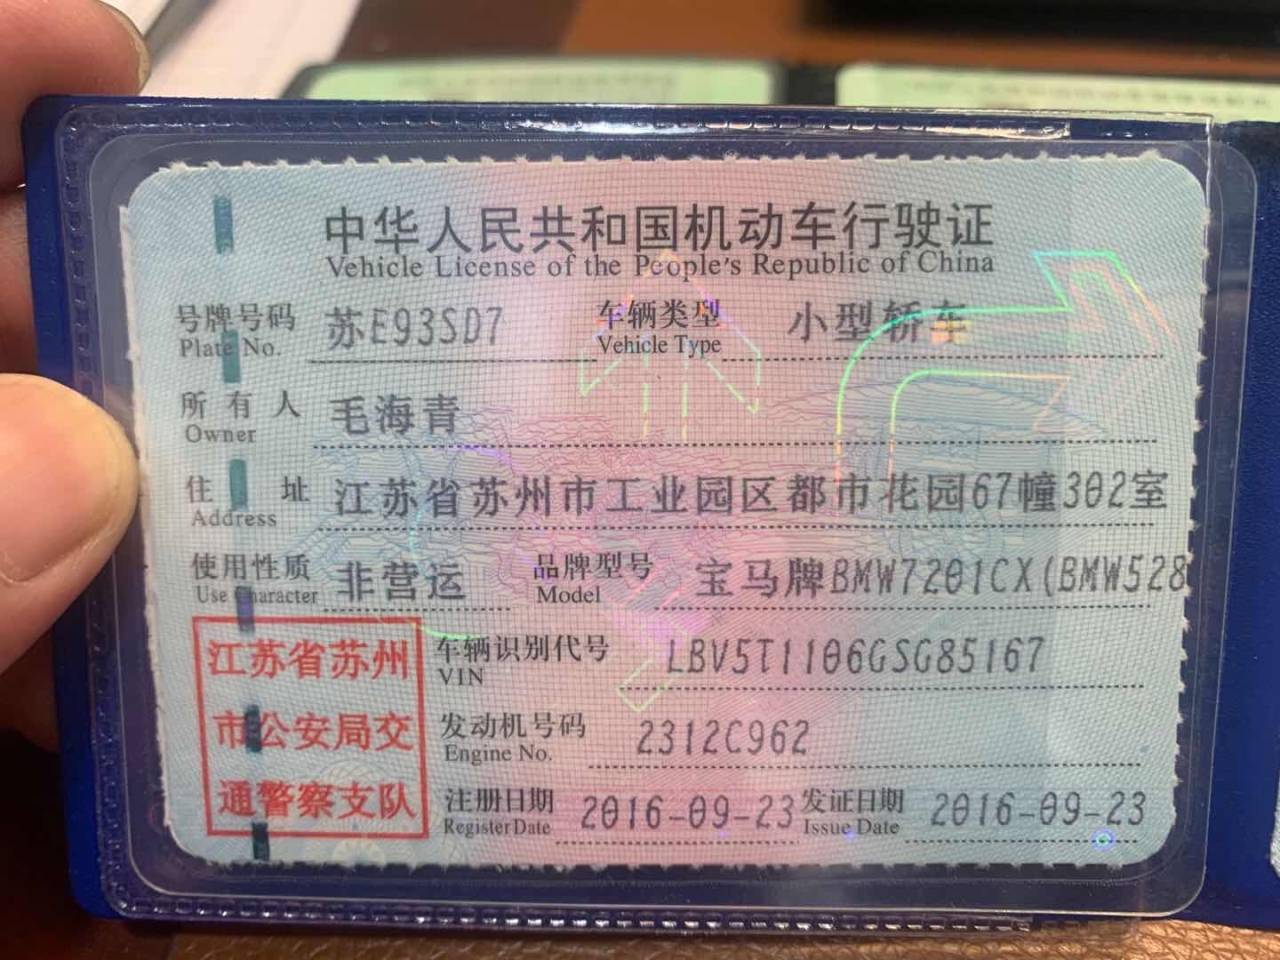 中华人民共和国机动车行驶证
Vehicle License of the People's Republic of China
号牌号码 苏E93SD7 车辆类型 小型轿车
Plate No. Vehicle Type
所有人 毛海青
Owner
住址 江苏省苏州市工业园区都市花园67幢302室
Address
使用性质 非营运 品牌型号 宝马牌BMW7201CX(BMW528
Use Character Model
车辆识别代号 LBV5T1106GSG85167
VIN
发动机号码 2312C962
Engine No.
注册日期 2016-09-23 发证日期 2016-09-23
Register Date Issue Date
江苏省苏州
市公安局交
通警察支队